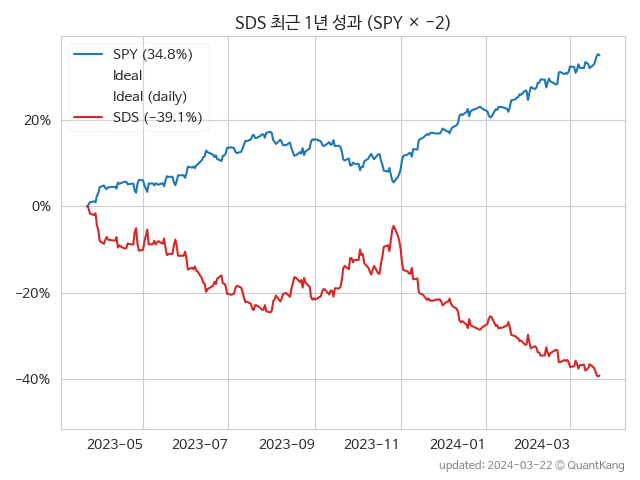 SDS 최근 1년 성과 (SPY × −2)
SPY (34.8%)
Ideal
Ideal (daily)
SDS (−39.1%)
20%
0%
−20%
−40%
2023−05
2023−07
2023−09
2023−11
2024−01
2024−03
updated: 2024−03−22 © QuantKang